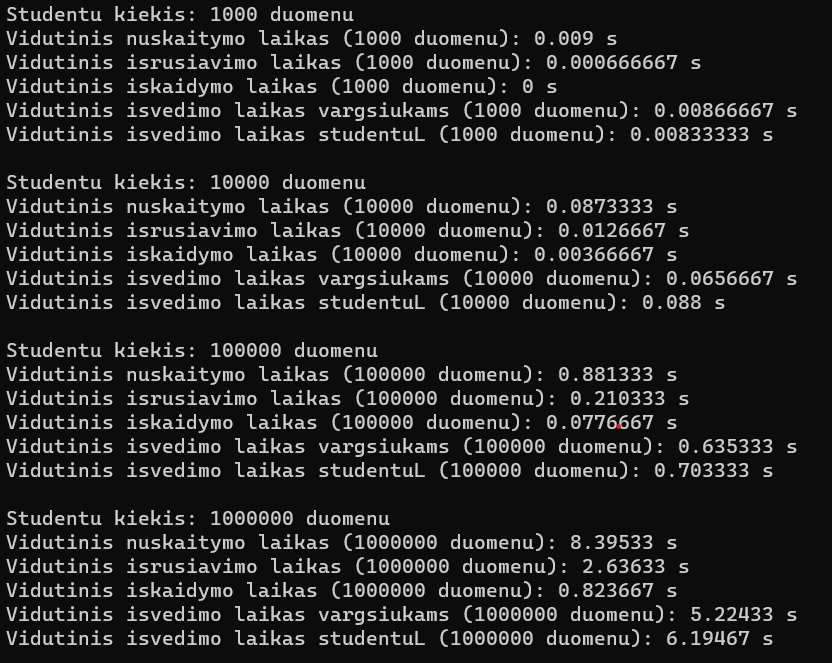 Studentu kiekis: 1000 duomenu
Vidutinis nuskaitymo laikas (1000 duomenu): 0.009 s
Vidutinis isrusiavimo laikas (1000 duomenu): 0.000666667 s
Vidutinis iskaidymo laikas (1000 duomenu): 0 s
Vidutinis isvedimo laikas vargsiukams (1000 duomenu): 0.00866667 s
Vidutinis isvedimo laikas studentuL (1000 duomenu): 0.00833333 s
Studentu kiekis: 10000 duomenu
Vidutinis nuskaitymo laikas (10000 duomenu): 0.0873333 s
Vidutinis isrusiavimo laikas (10000 duomenu): 0.0126667 s
Vidutinis iskaidymo laikas (10000 duomenu): 0.00366667 s
Vidutinis isvedimo laikas vargsiukams (10000 duomenu): 0.0656667 s
Vidutinis isvedimo laikas studentuL (10000 duomenu): 0.088 s
Studentu kiekis: 100000 duomenu
Vidutinis nuskaitymo laikas (100000 duomenu): 0.881333 s
Vidutinis isrusiavimo laikas (100000 duomenu): 0.210333 s
Vidutinis iskaidymo laikas (100000 duomenu): 0.0776667 s
Vidutinis isvedimo laikas vargsiukams (100000 duomenu): 0.635333 s
Vidutinis isvedimo laikas studentuL (100000 duomenu): 0.703333 s
Studentu kiekis: 1000000 duomenu
Vidutinis nuskaitymo laikas (1000000 duomenu): 8.39533 s
Vidutinis isrusiavimo laikas (1000000 duomenu): 2.63633 s
Vidutinis iskaidymo laikas (1000000 duomenu): 0.823667 s
Vidutinis isvedimo laikas vargsiukams (1000000 duomenu): 5.22433 s
Vidutinis isvedimo laikas studentuL (1000000 duomenu): 6.19467 s